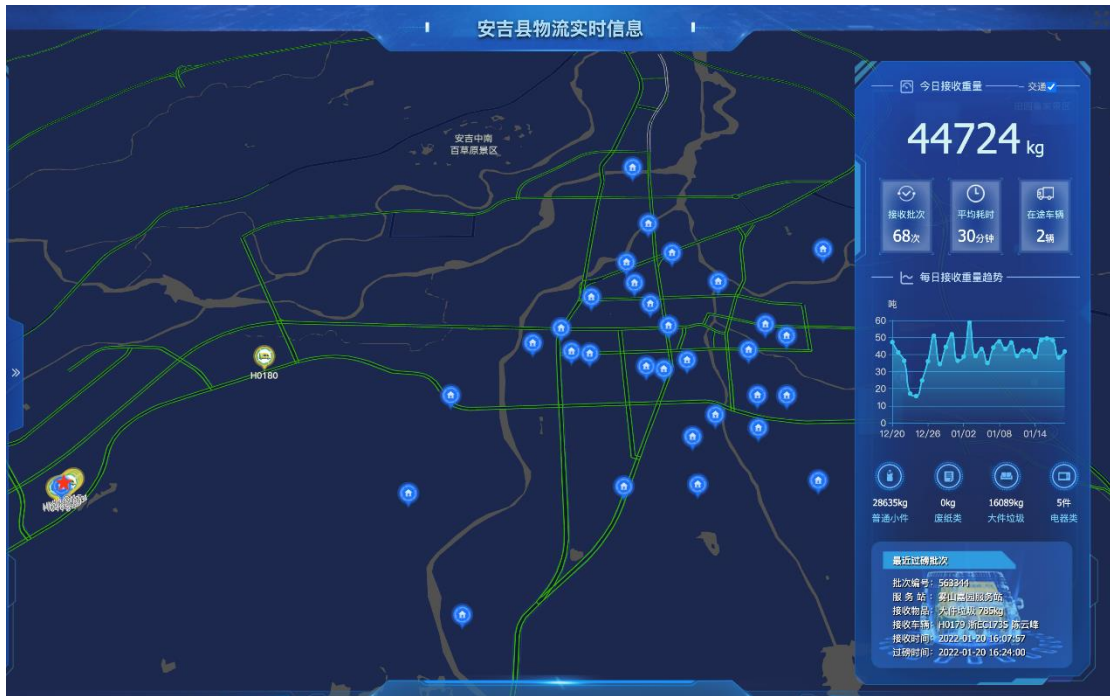 安吉县物流实时信息
安吉中南
百草原景区
H0180
今日接收重量
交通
44724 kg
接收批次
68次
平均耗时
30分钟
在途车辆
2辆
每日接收重量趋势
吨
60
50
40
30
20
10
0
12/20 12/26 01/02 01/08 01/14
28635kg
普通小件
0kg
废纸类
16089kg
大件垃圾
5件
电器类
最近过磅批次
批次编号: 563344
服 务 站: 雾山嘉园服务站
接收物品: 大件垃圾 785kg
接收车辆: H0179 浙EC1735 陈云峰
接收时间: 2022-01-20 16:07:57
过磅时间: 2022-01-20 16:24:00